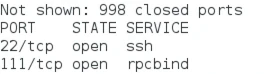 Not shown: 998 closed ports
PORT    STATE SERVICE
22/tcp  open  ssh
111/tcp open  rpcbind